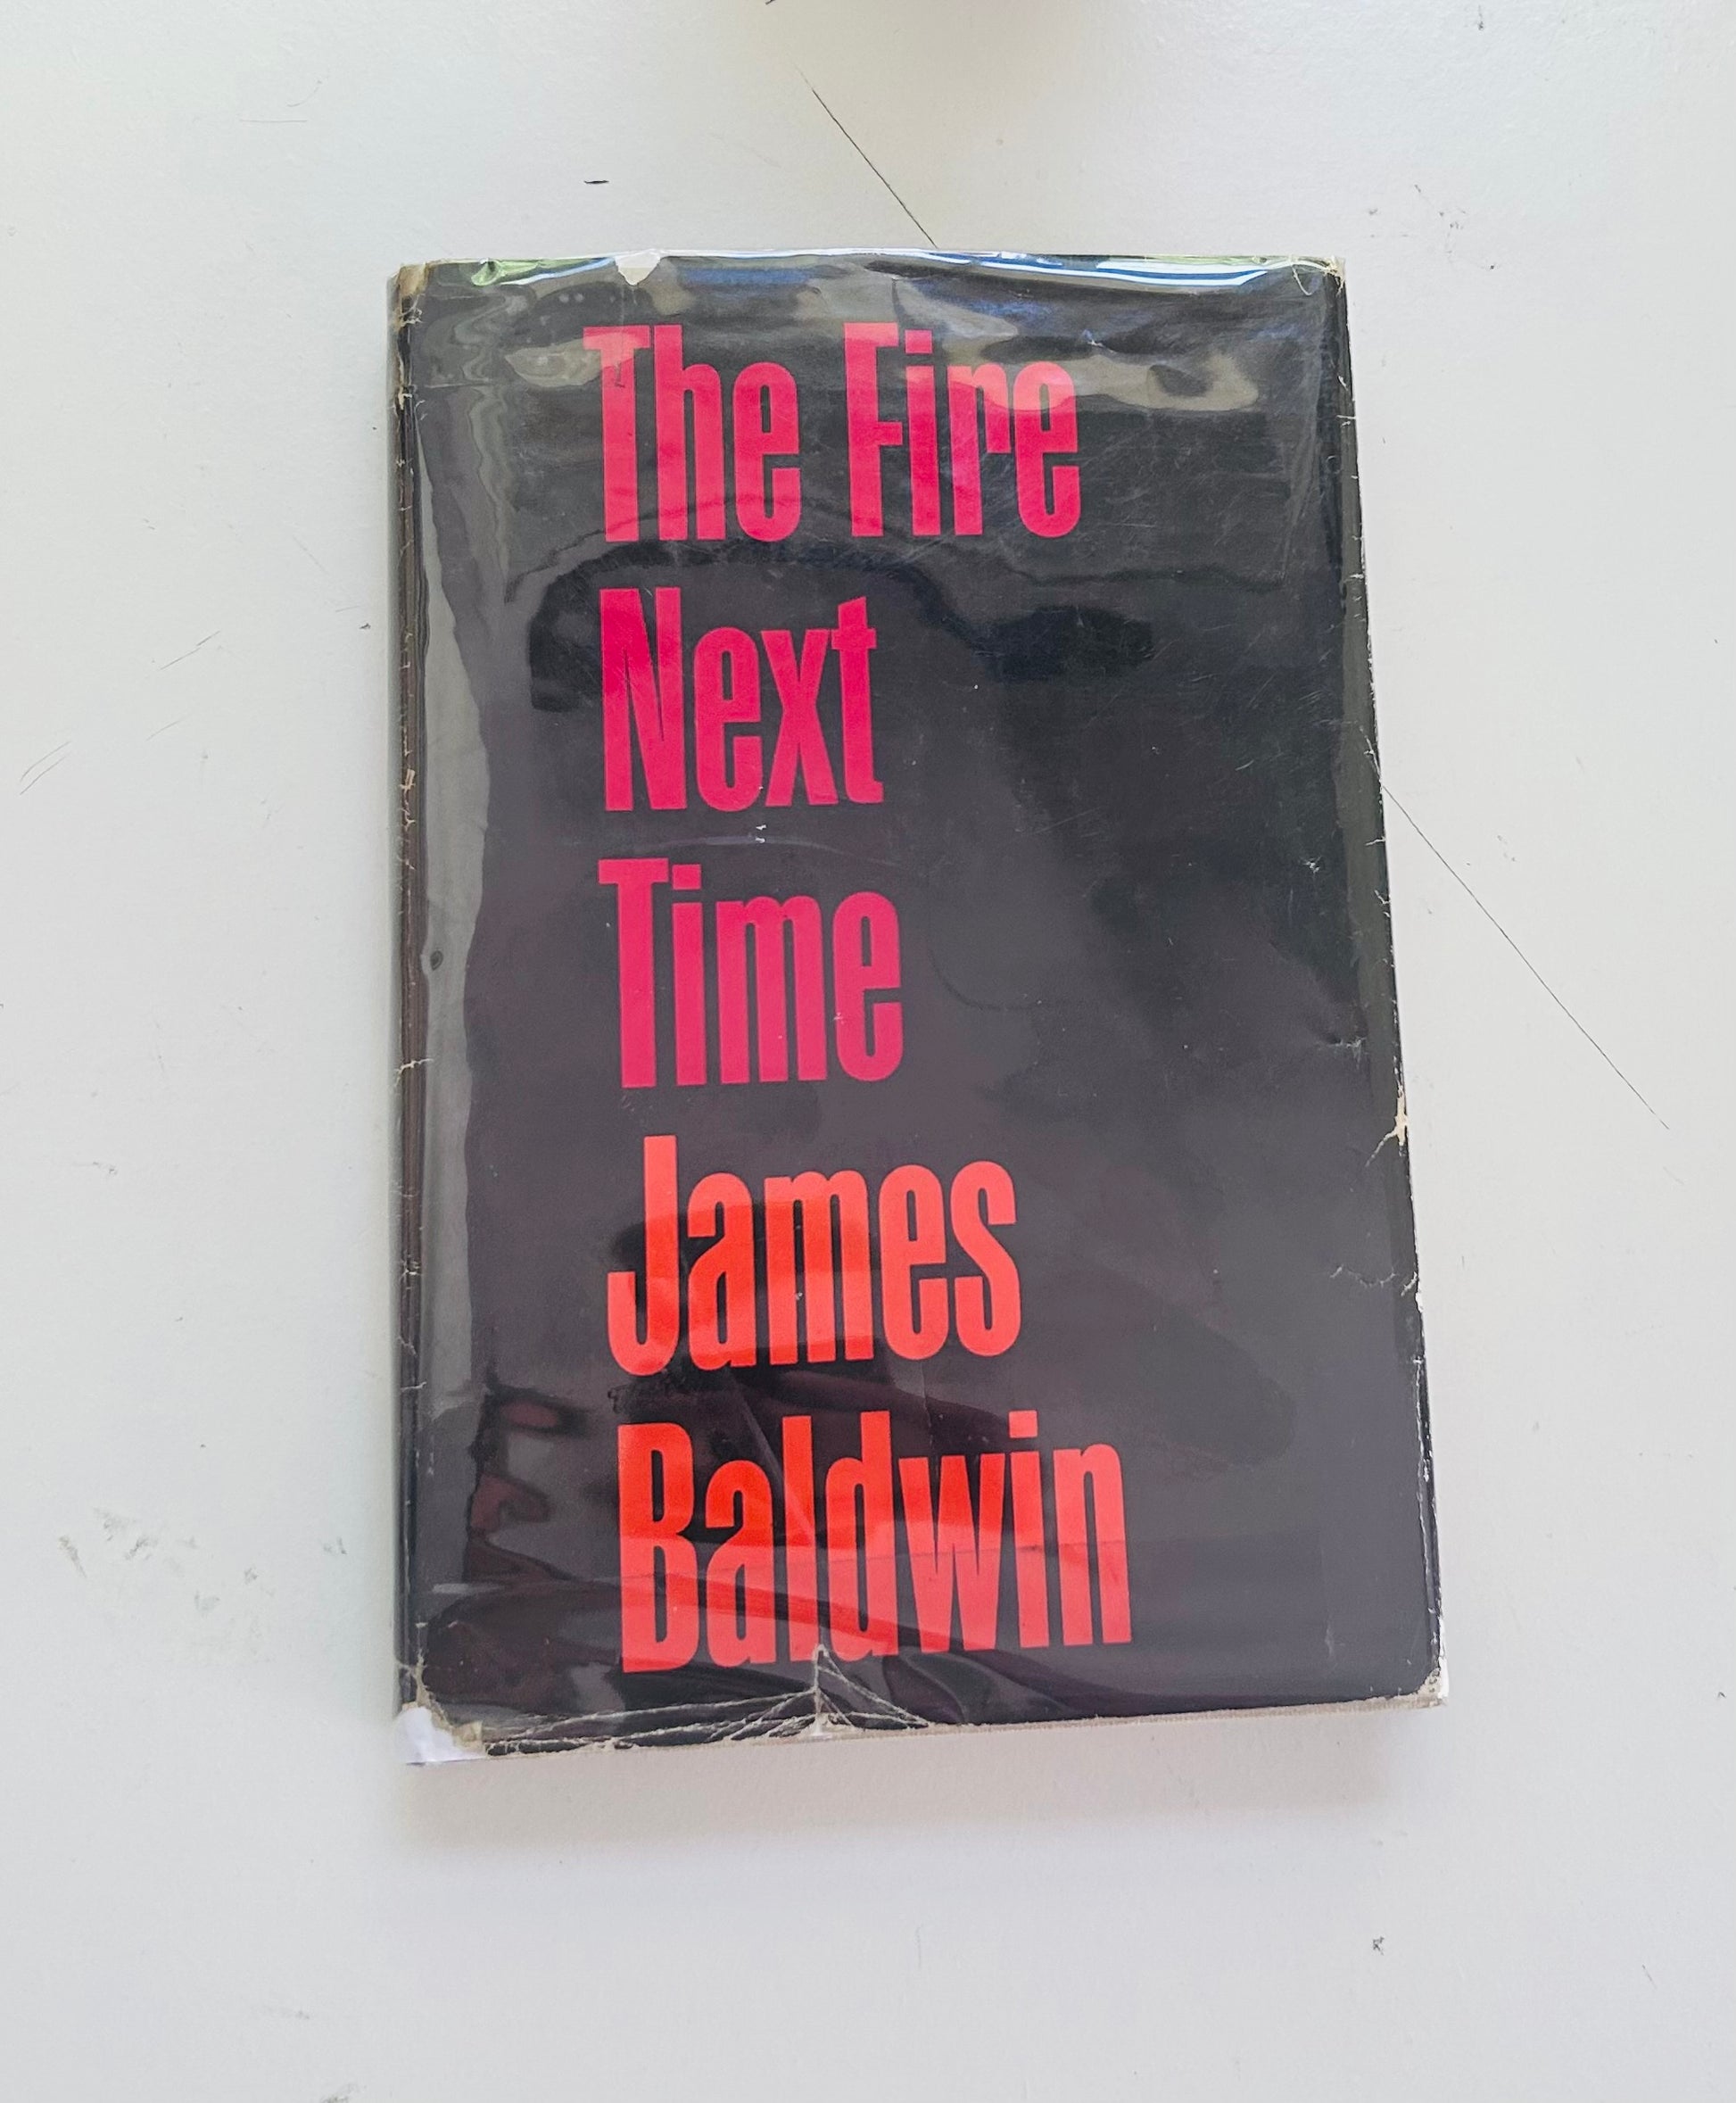 The Fire
Next
Time
James
Baldwin